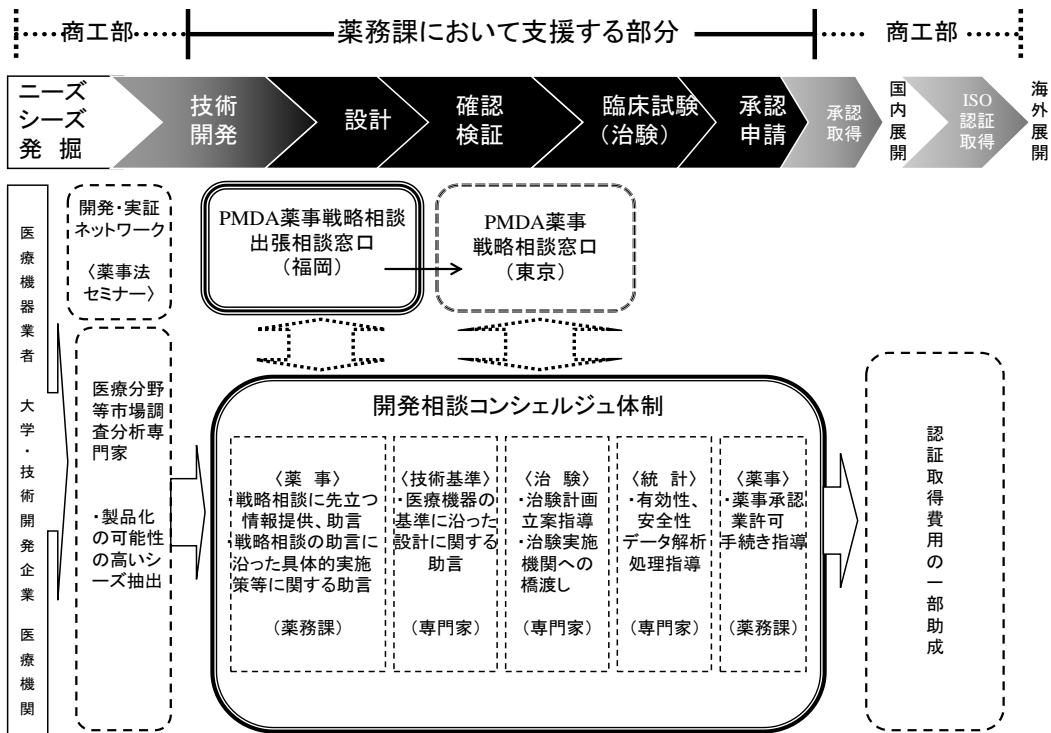 商工部
薬務課において支援する部分
商工部
ニーズ
シーズ
発 掘
技術
開発
設計
確認
検証
臨床試験
（治験）
承認
申請
承認
取得
国内展開
ISO
認証
取得
海外展開
医療機器業者 大学・技術開発企業 医療機関
開発・実証
ネットワーク
〈薬事法
セミナー〉
PMDA薬事戦略相談
出張相談窓口
（福岡）
PMDA薬事
戦略相談窓口
（東京）
医療分野
等市場調
査分析専
門家
・製品化
の可能性
の高いシ
ーズ抽出
開発相談コンシェルジュ体制
〈薬 事〉
・戦略相談に先立つ
情報提供、助言
・戦略相談の助言に
沿った具体的実施
策等に関する助言
（薬務課）
〈技術基準〉
・医療機器の
基準に沿った
設計に関する
助言
（専門家）
〈治 験〉
・治験計画
立案指導
・治験実施
機関への
橋渡し
（専門家）
〈統 計〉
・有効性、
安全性
データ解析
処理指導
（専門家）
〈薬事〉
・薬事承認
業許可
手続き指導
（薬務課）
認証取得費用の一部助成